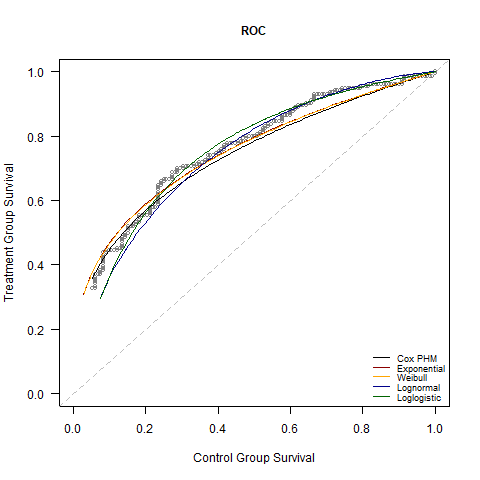 ROC
Treatment Group Survival
1.0
0.8
0.6
0.4
0.2
0.0
Cox PHM
Exponential
Weibull
Lognormal
Loglogistic
0.0 0.2 0.4 0.6 0.8 1.0
Control Group Survival